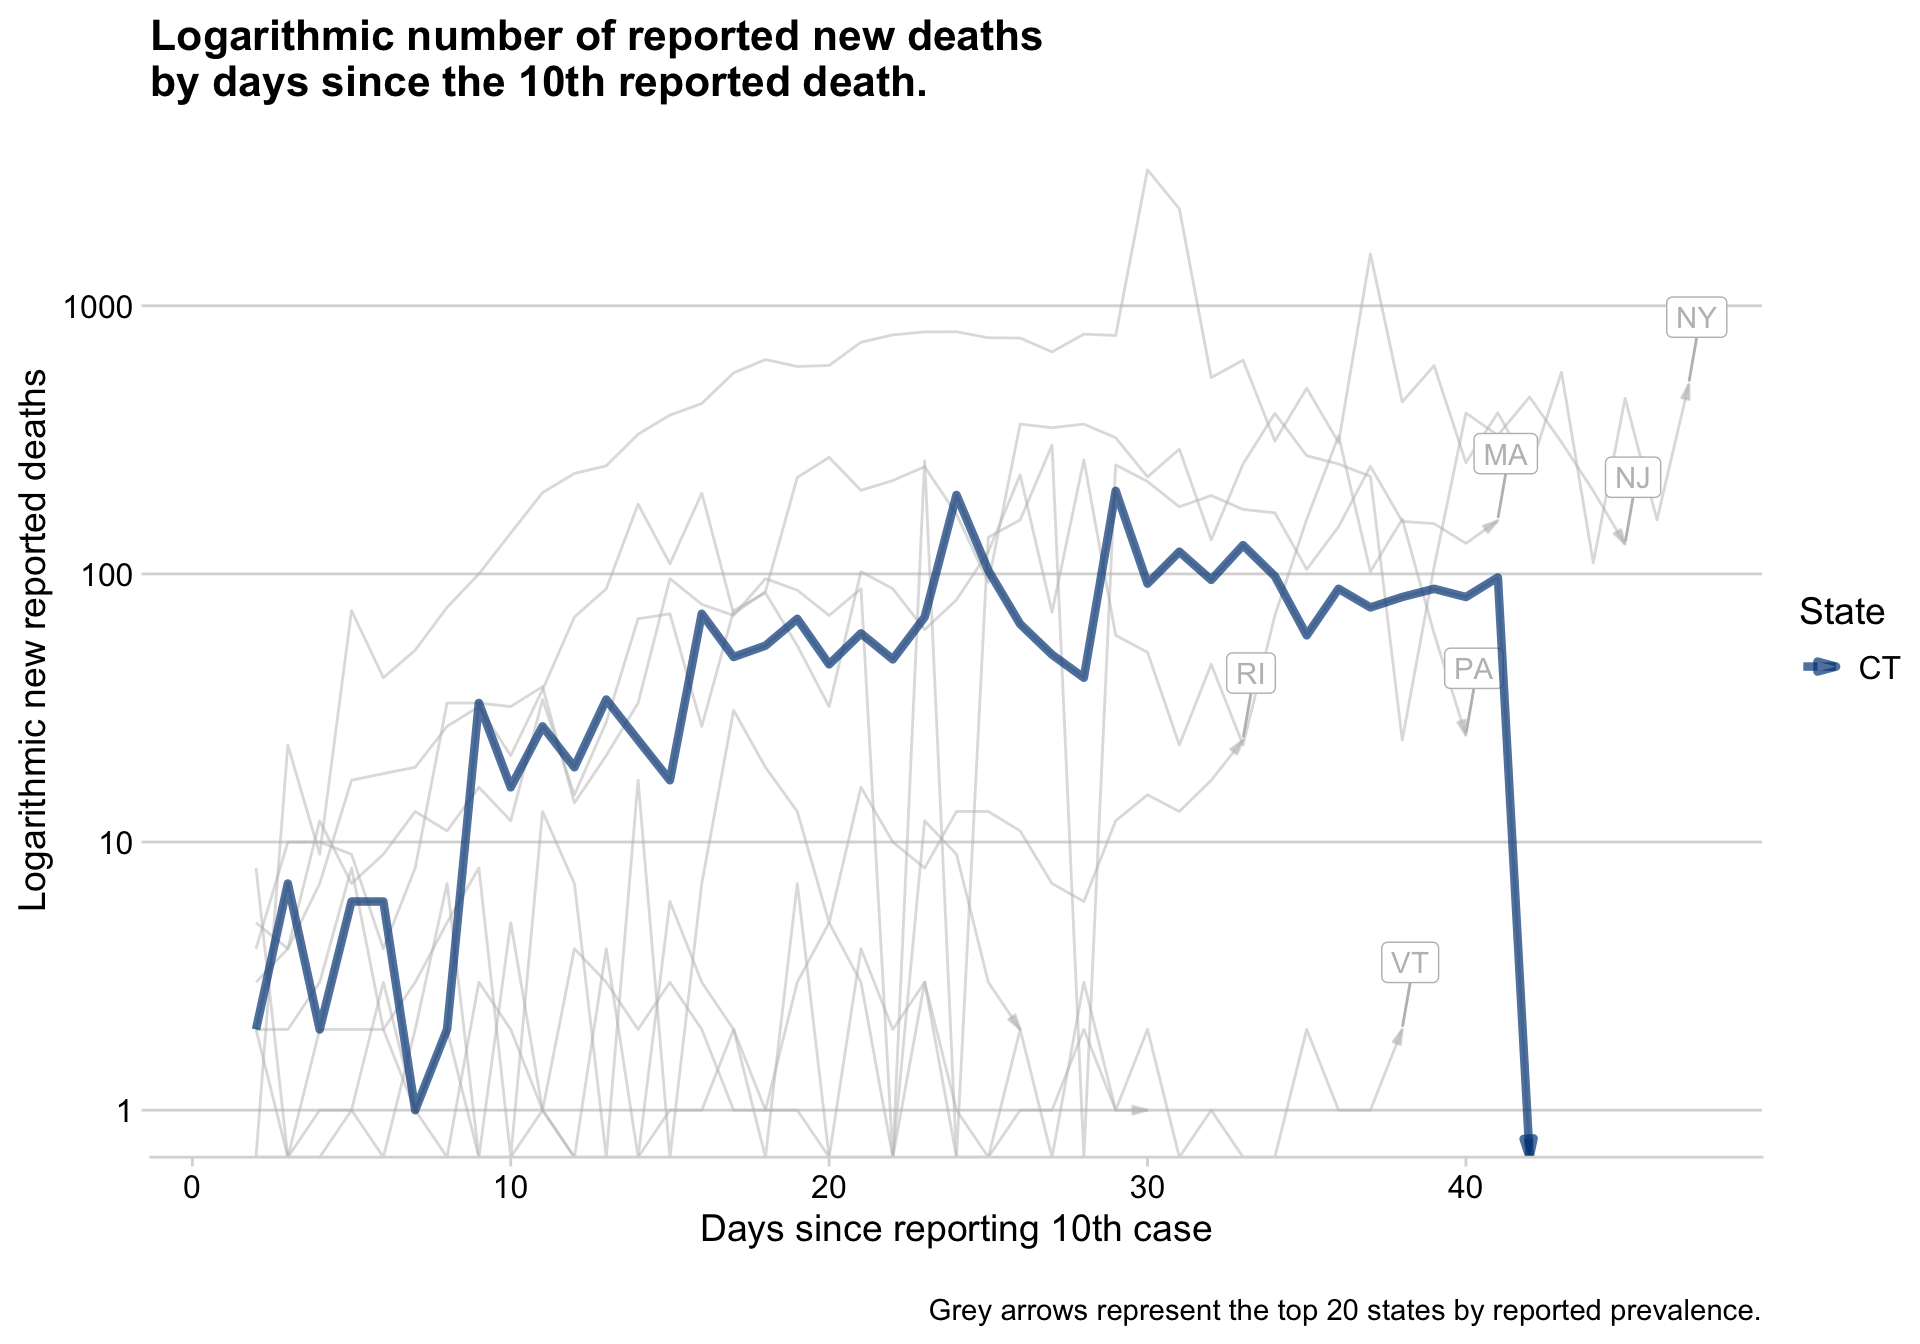 Logarithmic number of reported new deaths
by days since the 10th reported death.
Logarithmic new reported deaths
1000
100
10
1
NY
MA
NJ
RI
PA
VT
State
CT
0 10 20 30 40
Days since reporting 10th case
Grey arrows represent the top 20 states by reported prevalence.